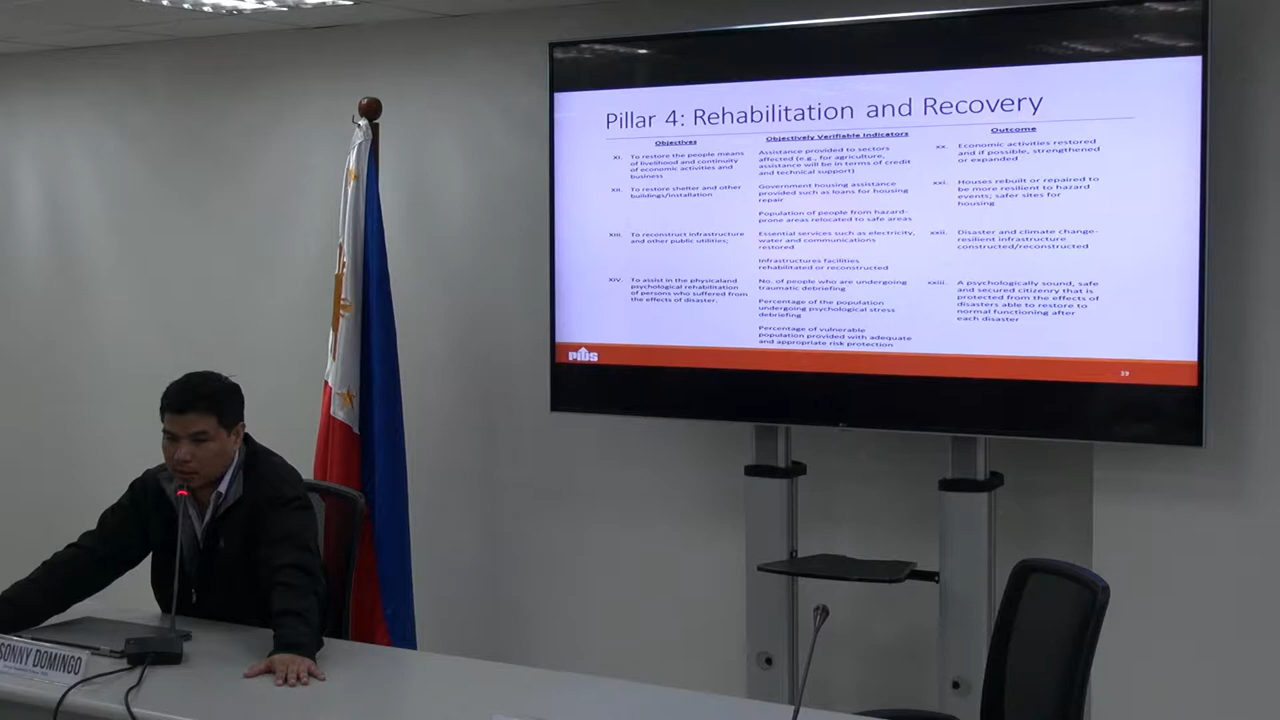 Pillar 4: Rehabilitation and Recovery
Objectives
XI. To restore the people means
of livelihood and continuity
of economic activities and
business
XII. To restore shelter and other
buildings/installation
XIII. To reconstruct infrastructure
and other public utilities;
XIV. To assist in the physicaland
psychological rehabilitation
of persons who suffered from
the effects of disaster.
Objectively Verifiable Indicators
Assistance provided to sectors
affected (e.g., for agriculture,
assistance will be in terms of credit
and technical support)
Government housing assistance
provided such as loans for housing
repair
Population of people from hazard-
prone areas relocated to safe areas
Essential services such as electricity,
water and communications
restored
Infrastructures facilities
rehabilitated or reconstructed
No. of people who are undergoing
traumatic debriefing
Percentage of the population
undergoing psychological stress
debriefing
Percentage of vulnerable
population provided with adequate
and appropriate risk protection
Outcome
xx. Economic activities restored
and if possible, strengthened
or expanded
xxi. Houses rebuilt or repaired to
be more resilient to hazard
events; safer sites for
housing
xxii. Disaster and climate change-
resilient infrastructure
constructed/reconstructed
xxiii. A psychologically sound, safe
and secured citizenry that is
protected from the effects of
disasters able to restore to
normal functioning after
each disaster
PIDS
39
SONNY DOMINGO